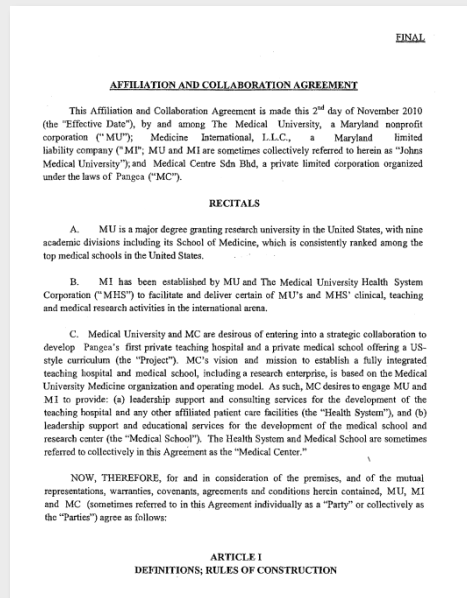 FINAL
AFFILIATION AND COLLABORATION AGREEMENT
This Affiliation and Collaboration Agreement is made this 2nd day of November 2010
(the "Effective Date"), by and among The Medical University, a Maryland nonprofit
corporation ("MU"); Medicine International, L.L.C., a Maryland limited
liability company ("MI"; MU and MI are sometimes collectively referred to herein as "Johns
Medical University"); and Medical Centre Sdn Bhd, a private limited corporation organized
under the laws of Pangea ("MC").
RECITALS
A. MU is a major degree granting research university in the United States, with nine
academic divisions including its School of Medicine, which is consistently ranked among the
top medical schools in the United States.
B. MI has been established by MU and The Medical University Health System
Corporation ("MHS") to facilitate and deliver certain of MU's and MHS' clinical, teaching
and medical research activities in the international arena.
C. Medical University and MC are desirous of entering into a strategic collaboration to
develop Pangea's first private teaching hospital and a private medical school offering a US-
style curriculum (the "Project"). MC's vision and mission to establish a fully integrated
teaching hospital and medical school, including a research enterprise, is based on the Medical
University Medicine organization and operating model. As such, MC desires to engage MU and
MI to provide: (a) leadership support and consulting services for the development of the
teaching hospital and any other affiliated patient care facilities (the "Health System"), and (b)
leadership support and educational services for the development of the medical school and
research center (the "Medical School"). The Health System and Medical School are sometimes
referred to collectively in this Agreement as the "Medical Center."
NOW, THEREFORE, for and in consideration of the premises, and of the mutual
representations, warranties, covenants, agreements and conditions herein contained, MU, MI
and MC (sometimes referred to in this Agreement individually as a "Party" or collectively as
the "Parties") agree as follows:
ARTICLE I
DEFINITIONS; RULES OF CONSTRUCTION